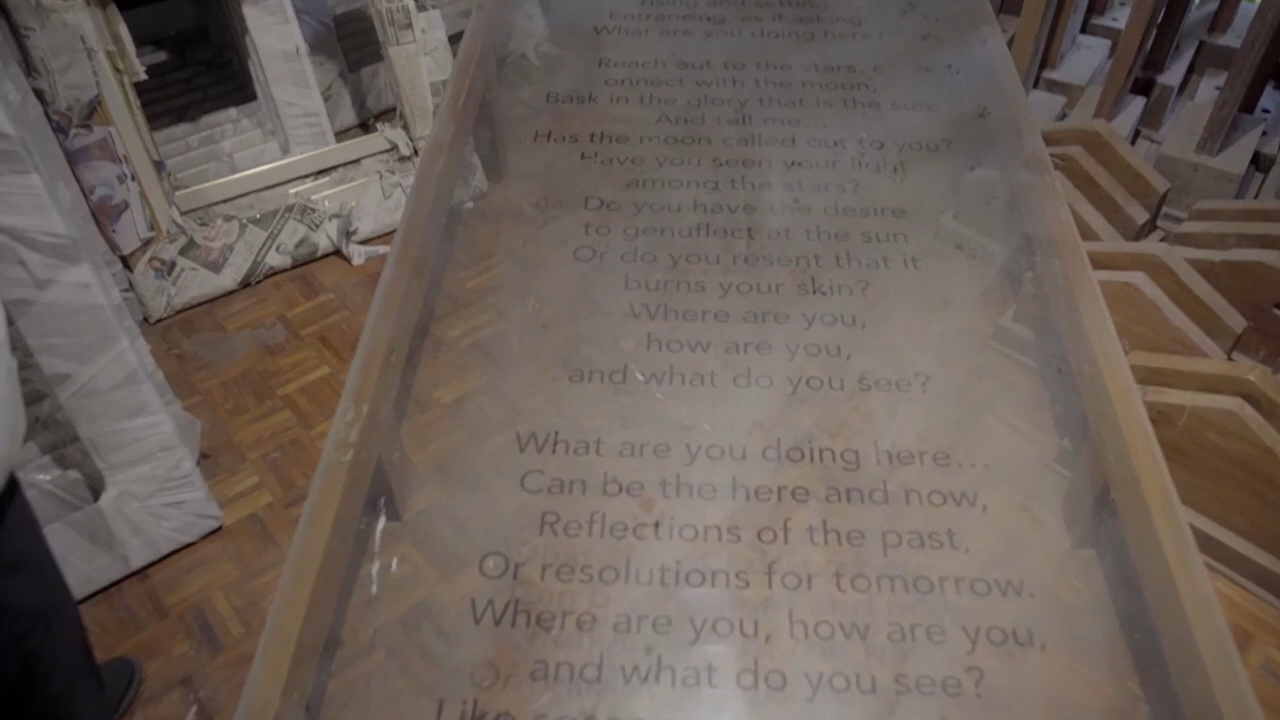 rising and setting
Entrancing, as if asking:
What are you doing here?
Reach out to the stars, c
onnect with the moon,
Bask in the glory that is the sun
And tell me...
Has the moon called out to you?
Have you seen your light
among the stars?
Do you have the desire
to genuflect at the sun
Or do you resent that it
burns your skin?
Where are you,
how are you,
and what do you see?
What are you doing here...
Can be the here and now,
Reflections of the past,
Or resolutions for tomorrow.
Where are you, how are you,
Or and what do you see?
Like